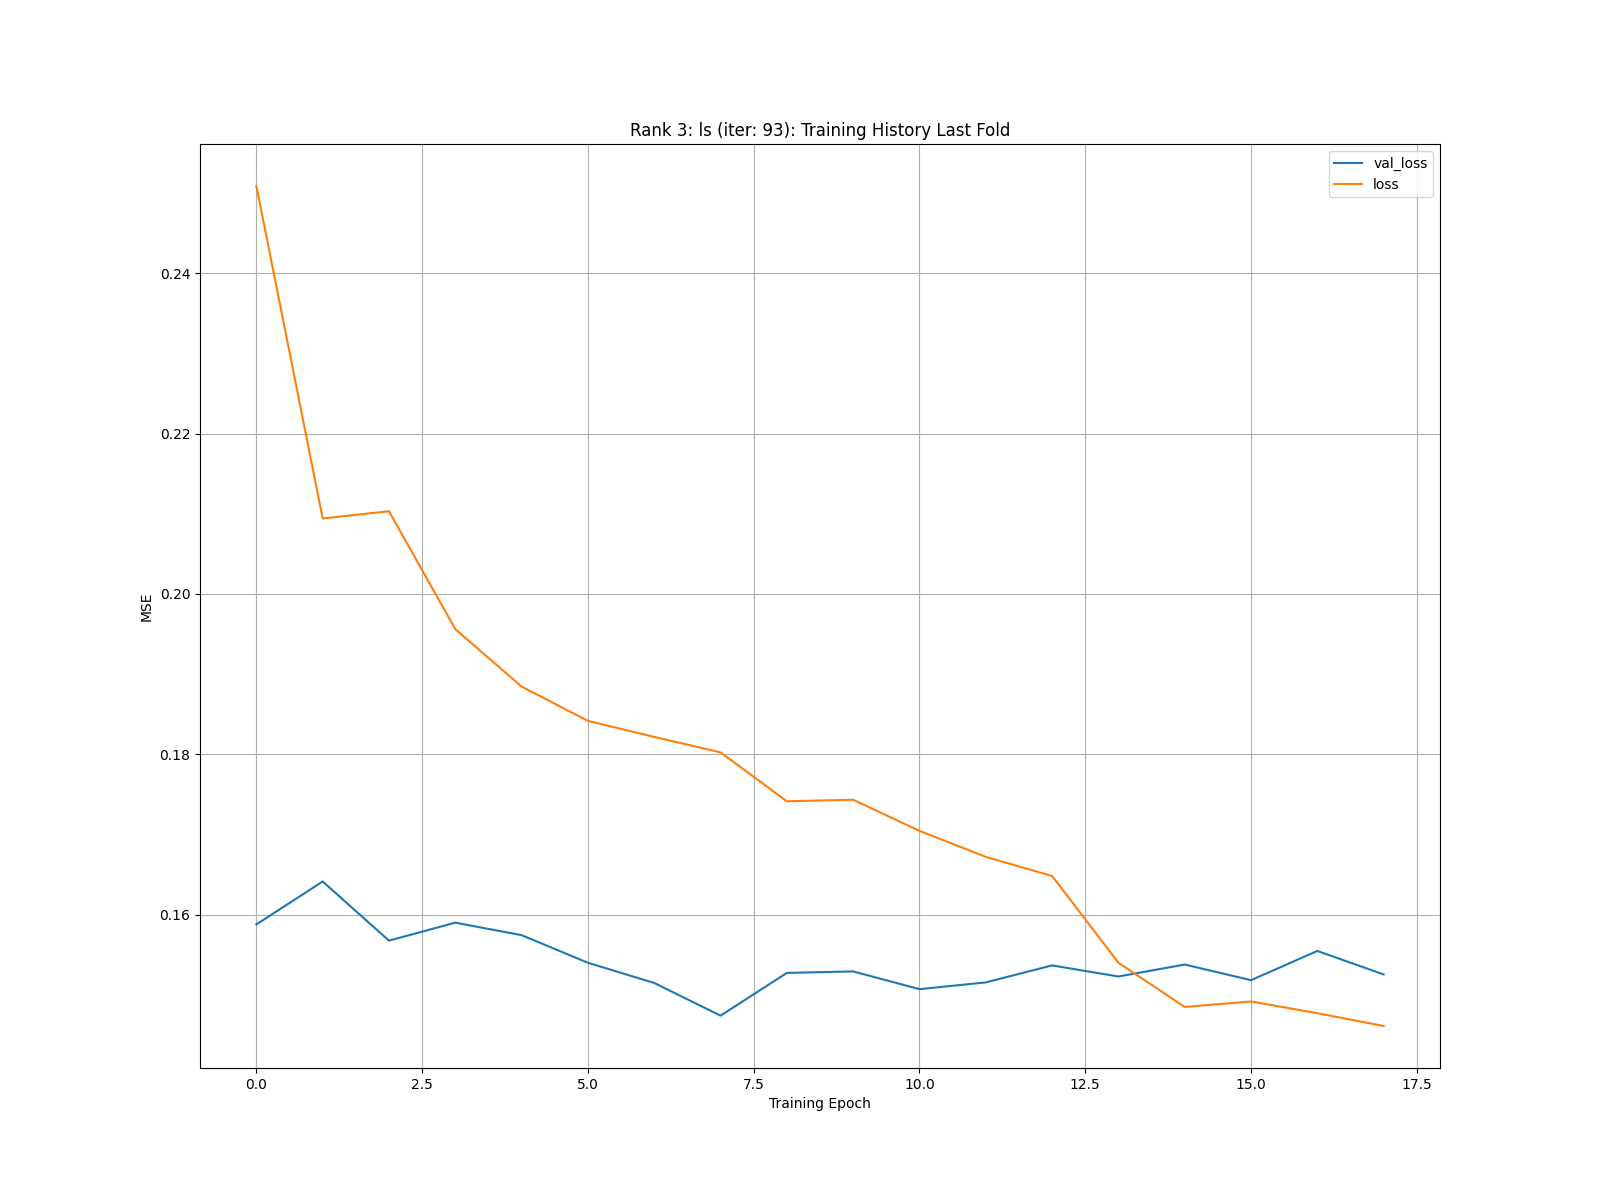 Rank 3: ls (iter: 93): Training History Last Fold
val_loss
loss
0.24
0.22
0.20
0.18
0.16
MSE
0.0 2.5 5.0 7.5 10.0 12.5 15.0 17.5
Training Epoch